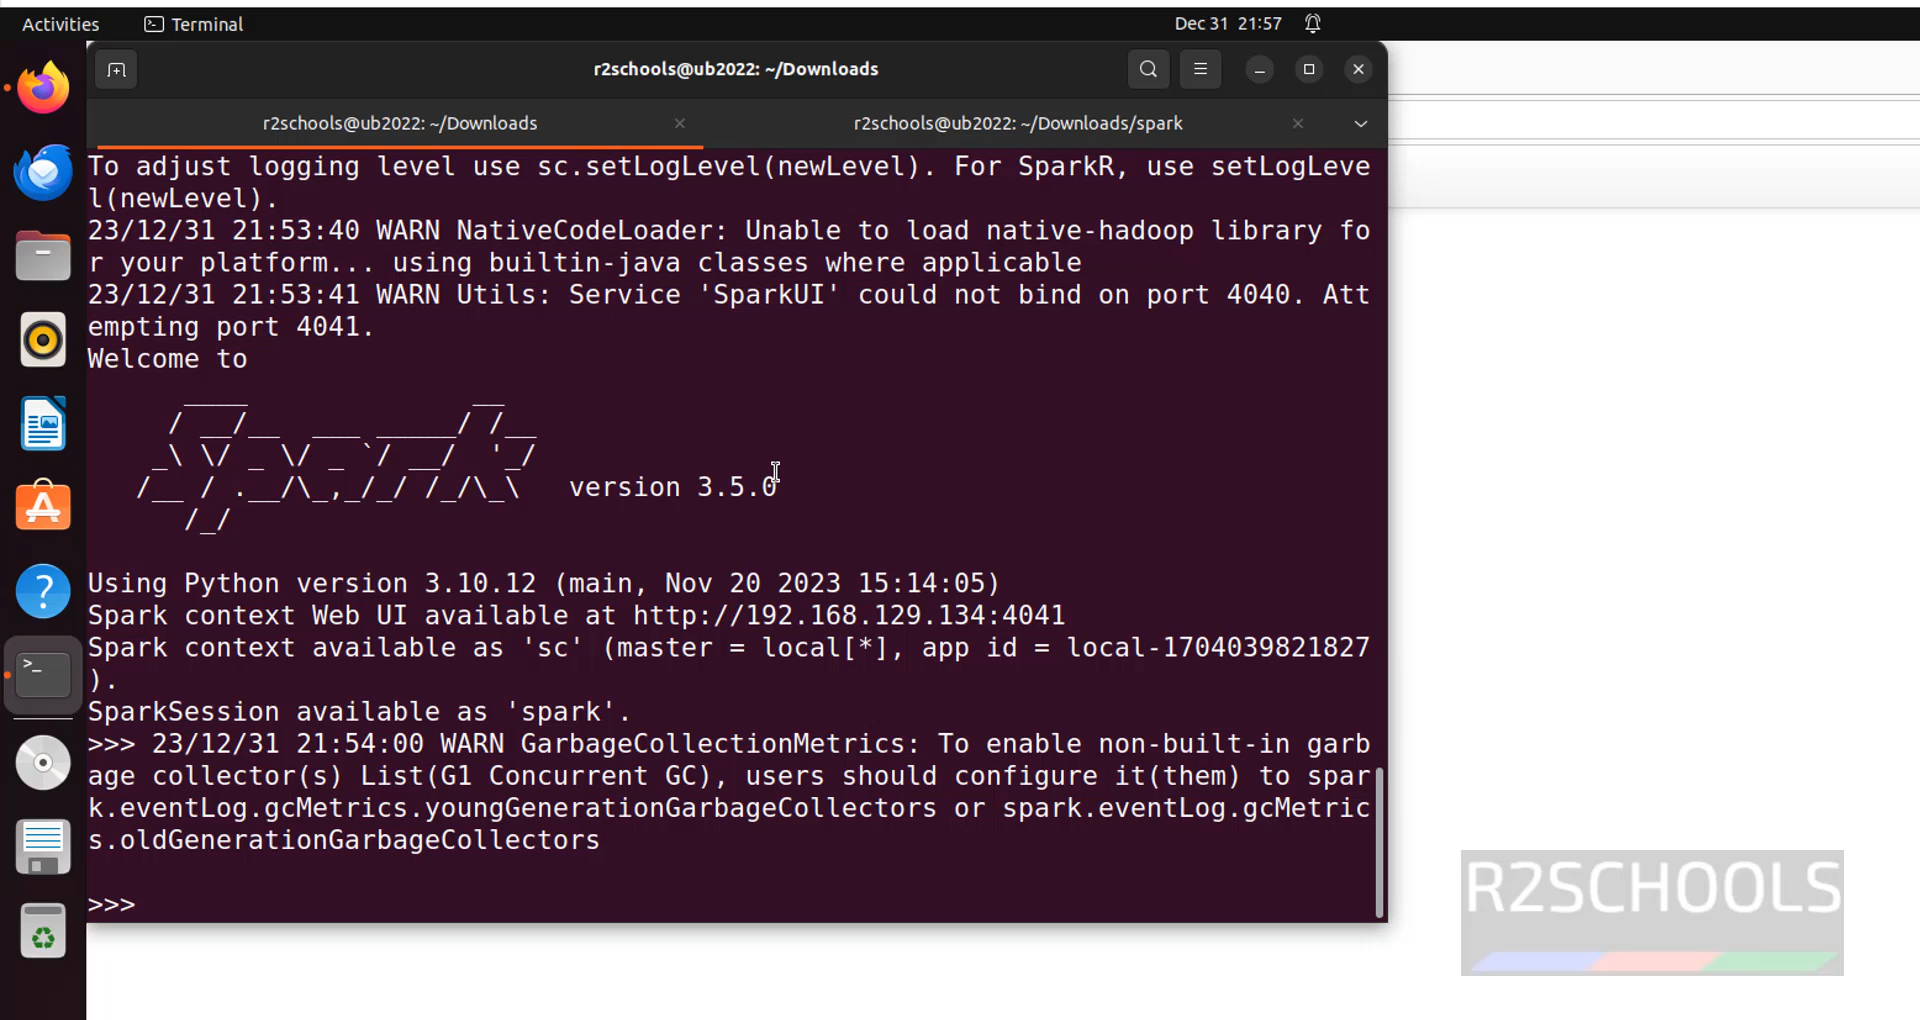 Activities Terminal Dec 31 21:57
r2schools@ub2022: ~/Downloads
r2schools@ub2022: ~/Downloads r2schools@ub2022: ~/Downloads/spark
To adjust logging level use sc.setLogLevel(newLevel). For SparkR, use setLogLeve
l(newLevel).
23/12/31 21:53:40 WARN NativeCodeLoader: Unable to load native-hadoop library fo
r your platform... using builtin-java classes where applicable
23/12/31 21:53:41 WARN Utils: Service 'SparkUI' could not bind on port 4040. Att
empting port 4041.
Welcome to
Spark version 3.5.0
Using Python version 3.10.12 (main, Nov 20 2023 15:14:05)
Spark context Web UI available at http://192.168.129.134:4041
Spark context available as 'sc' (master = local[*], app id = local-1704039821827
).
SparkSession available as 'spark'.
>>> 23/12/31 21:54:00 WARN GarbageCollectionMetrics: To enable non-built-in garb
age collector(s) List(G1 Concurrent GC), users should configure it(them) to spar
k.eventLog.gcMetrics.youngGenerationGarbageCollectors or spark.eventLog.gcMetric
s.oldGenerationGarbageCollectors
>>>
R2SCHOOLS